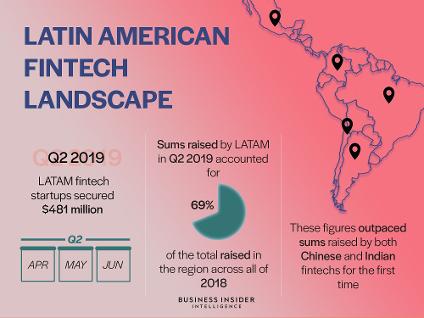 LATIN AMERICAN
FINTECH
LANDSCAPE
Q2 2019
LATAM fintech
startups secured
$481 million
Q2
APR MAY JUN
Sums raised by LATAM
in Q2 2019 accounted
for
69%
of the total raised in
the region across all of
2018
These figures outpaced
sums raised by both
Chinese and Indian
fintechs for the first
time
BUSINESS INSIDER
INTELLIGENCE